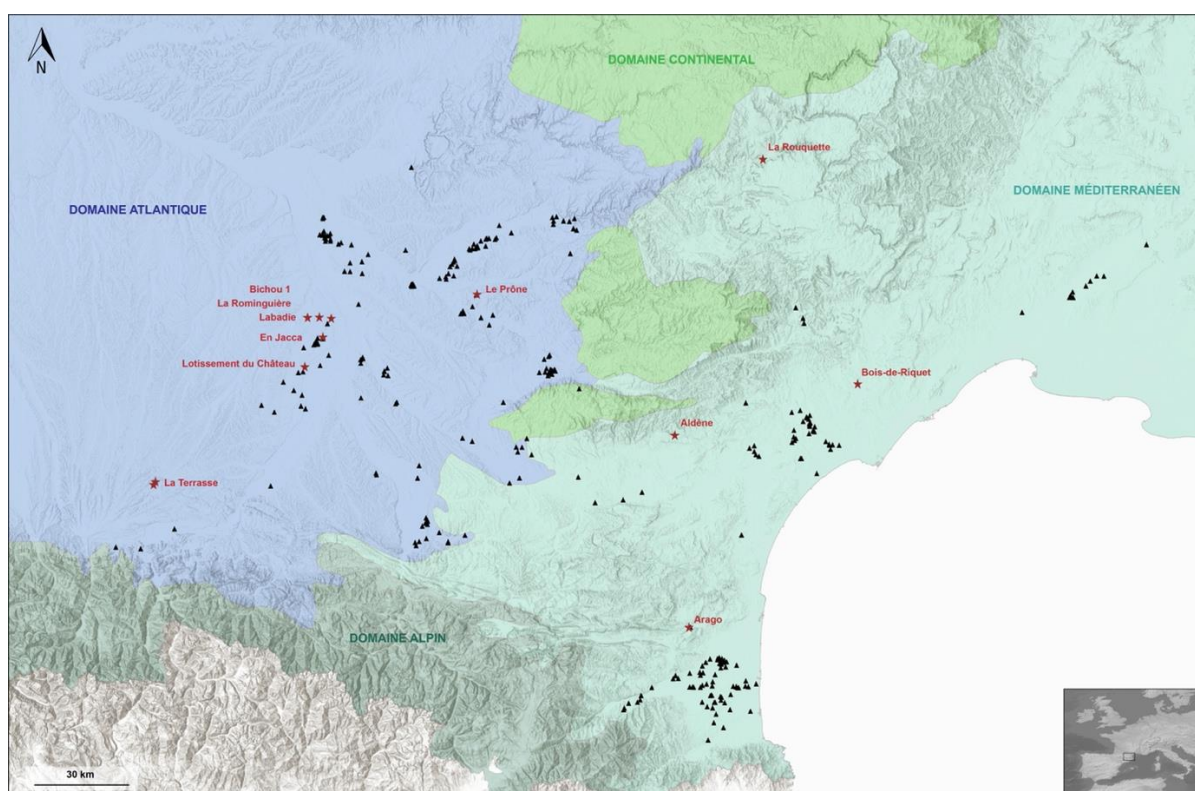 DOMAINE CONTINENTAL
N
La Rouquette
DOMAINE MÉDITERRANÉEN
DOMAINE ATLANTIQUE
Bichou 1
Le Prône
La Rominguière
Labadie
En Jacca
Lotissement du Château
Bois-de-Riquet
Aldène
La Terrasse
Arago
DOMAINE ALPIN
30 km